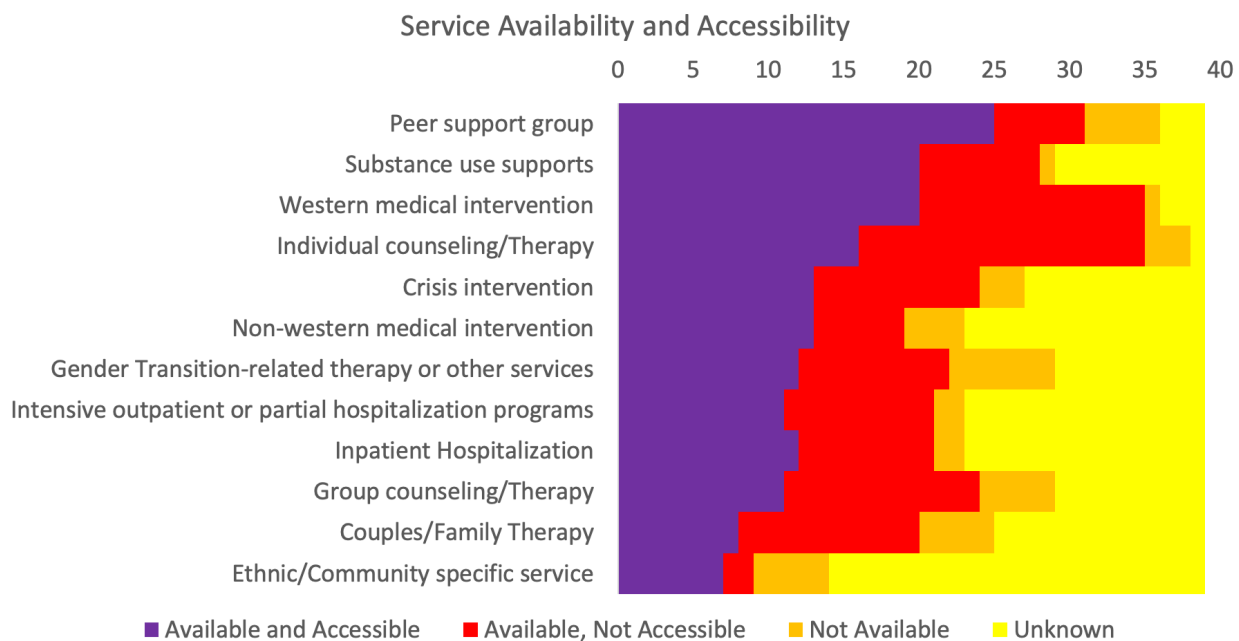 Service Availability and Accessibility
0 5 10 15 20 25 30 35 40
Peer support group
Substance use supports
Western medical intervention
Individual counseling/Therapy
Crisis intervention
Non-western medical intervention
Gender Transition-related therapy or other services
Intensive outpatient or partial hospitalization programs
Inpatient Hospitalization
Group counseling/Therapy
Couples/Family Therapy
Ethnic/Community specific service
Available and Accessible Available, Not Accessible Not Available Unknown